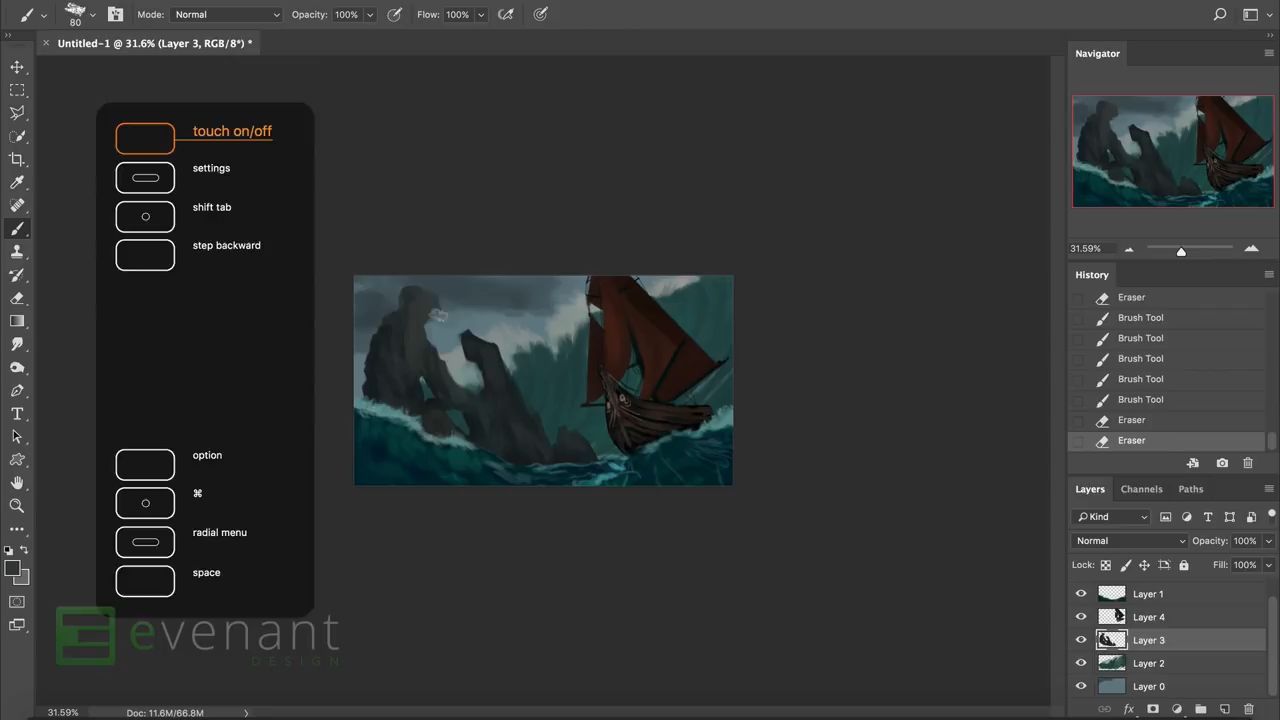 80
Mode: Normal
Opacity: 100%
Flow: 100%
Untitled-1 @ 31.6% (Layer 3, RGB/8*) *
touch on/off
settings
shift tab
step backward
option
⌘
radial menu
space
evenant
DESIGN
31.59%
Doc: 11.6M/66.8M
Navigator
31.59%
History
Eraser
Brush Tool
Brush Tool
Brush Tool
Brush Tool
Brush Tool
Eraser
Eraser
Layers
Channels
Paths
Kind
Normal
Opacity: 100%
Lock:
Fill: 100%
Layer 1
Layer 4
Layer 3
Layer 2
Layer 0
fx